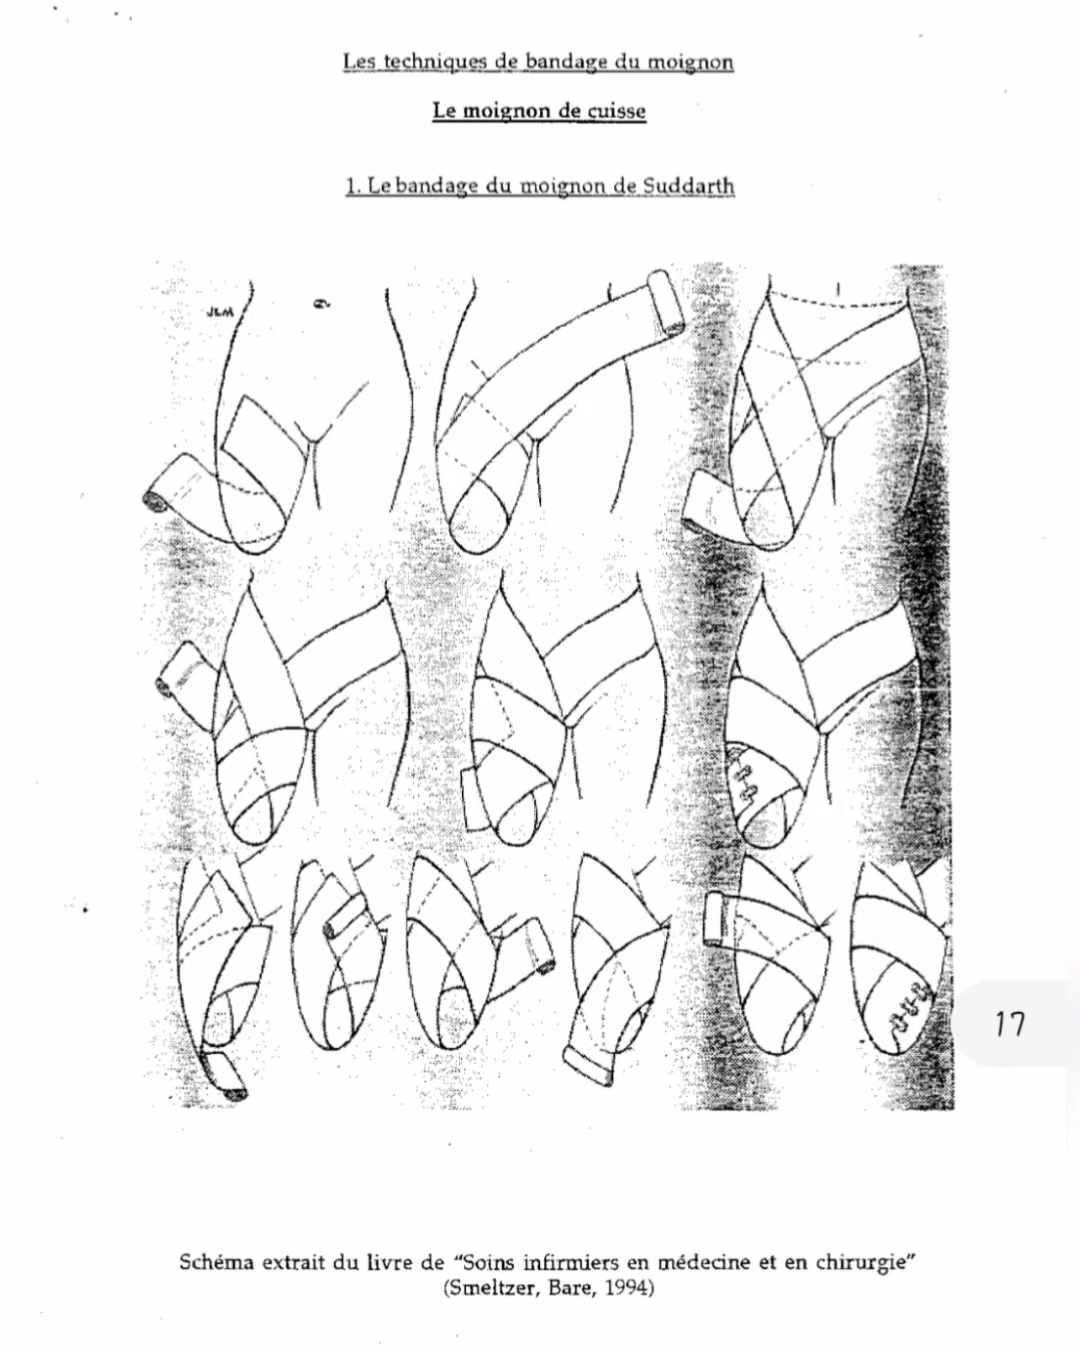 Les techniques de bandage du moignon
Le moignon de cuisse
1. Le bandage du moignon de Suddarth
JLM
17
Schéma extrait du livre de “Soins infirmiers en médecine et en chirurgie”
(Smeltzer, Bare, 1994)